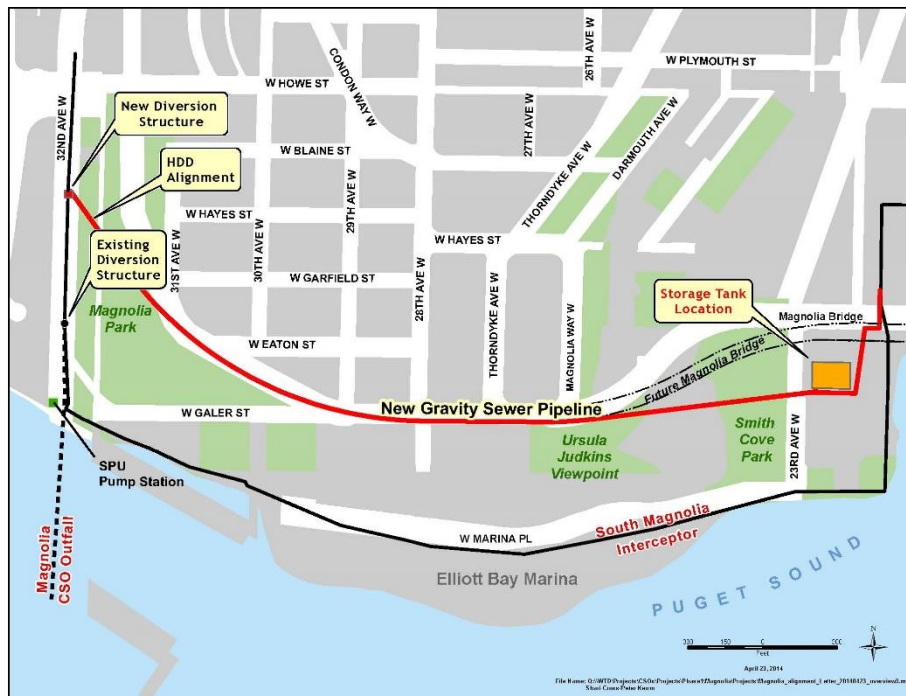 26TH AVE W
W PLYMOUTH ST
CONDON WAY W
W HOWE ST
32ND AVE W
New Diversion
Structure
27TH AVE W
DARMOUTH AVE W
THORNDYKE AVE W
HDD
Alignment
W BLAINE ST
29TH AVE W
W HAYES ST
30TH AVE W
31ST AVE W
W HAYES ST
Existing
Diversion
Structure
28TH AVE W
W GARFIELD ST
Storage Tank
Location
Magnolia
Park
Magnolia Bridge
W EATON ST
THORNDYKE AVE W
MAGNOLIA WAY W
Future Magnolia Bridge
W GALER ST
New Gravity Sewer Pipeline
Ursula
Judkins
Viewpoint
Smith
Cove
Park
23RD AVE W
SPU
Pump Station
Magnolia
CSO Outfall
W MARINA PL
South Magnolia
Interceptor
Elliott Bay Marina
PUGET SOUND
300 150 0 300
Feet
N
April 23, 2014